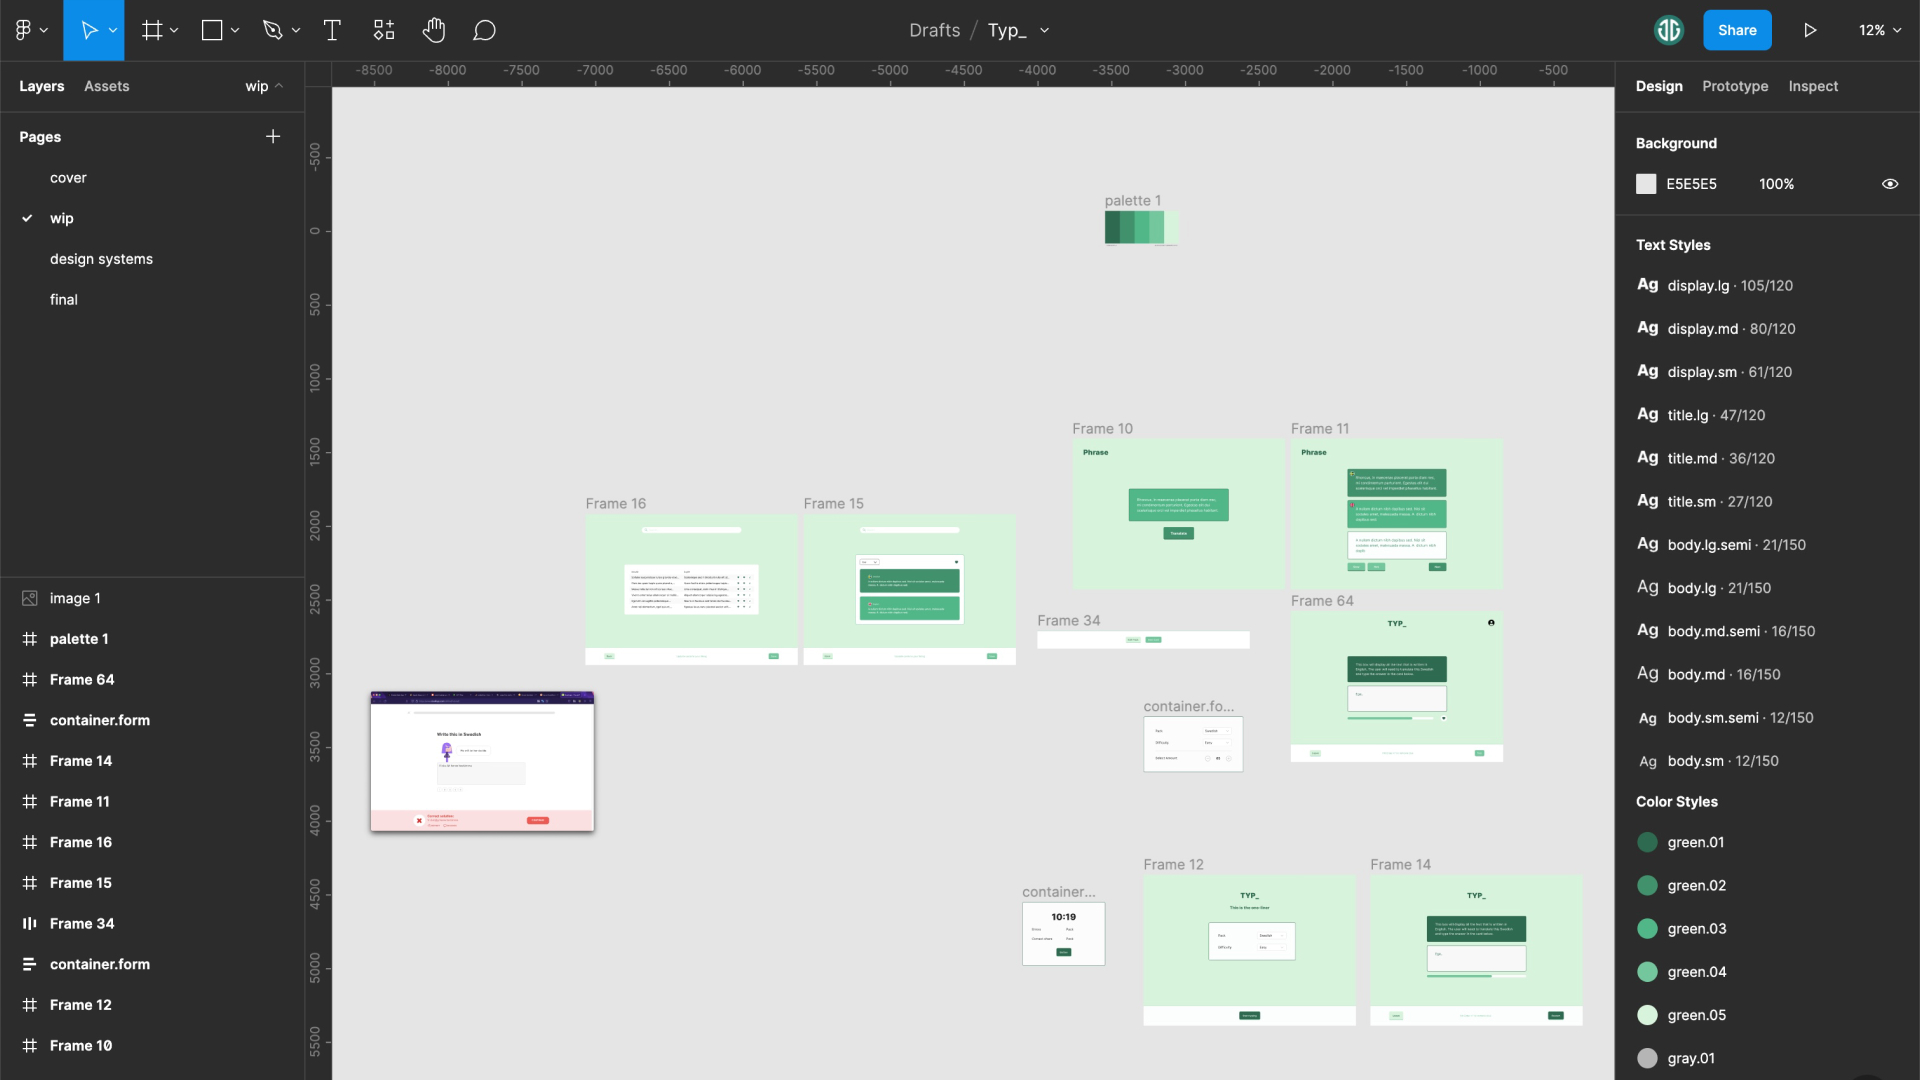 Drafts / Typ_
Share
12%
Layers
Assets
wip
Pages
cover
wip
design systems
final
image 1
palette 1
Frame 64
container.form
Frame 14
Frame 11
Frame 16
Frame 15
Frame 34
container.form
Frame 12
Frame 10
-8500 -8000 -7500 -7000 -6500 -6000 -5500 -5000 -4500 -4000 -3500 -3000 -2500 -2000 -1500 -1000 -500
-500
0
500
1000
1500
2000
2500
3000
3500
4000
4500
5000
5500
palette 1
Frame 10
Phrase
Translate
Frame 11
Phrase
Frame 16
Frame 15
Frame 34
Frame 64
TYP_
container.fo...
Write this in Swedish
container...
10:19
Frame 12
TYP_
This is the one liner
Frame 14
TYP_
Design
Prototype
Inspect
Background
E5E5E5
100%
Text Styles
Ag display.lg · 105/120
Ag display.md · 80/120
Ag display.sm · 61/120
Ag title.lg · 47/120
Ag title.md · 36/120
Ag title.sm · 27/120
Ag body.lg.semi · 21/150
Ag body.lg · 21/150
Ag body.md.semi · 16/150
Ag body.md · 16/150
Ag body.sm.semi · 12/150
Ag body.sm · 12/150
Color Styles
green.01
green.02
green.03
green.04
green.05
gray.01